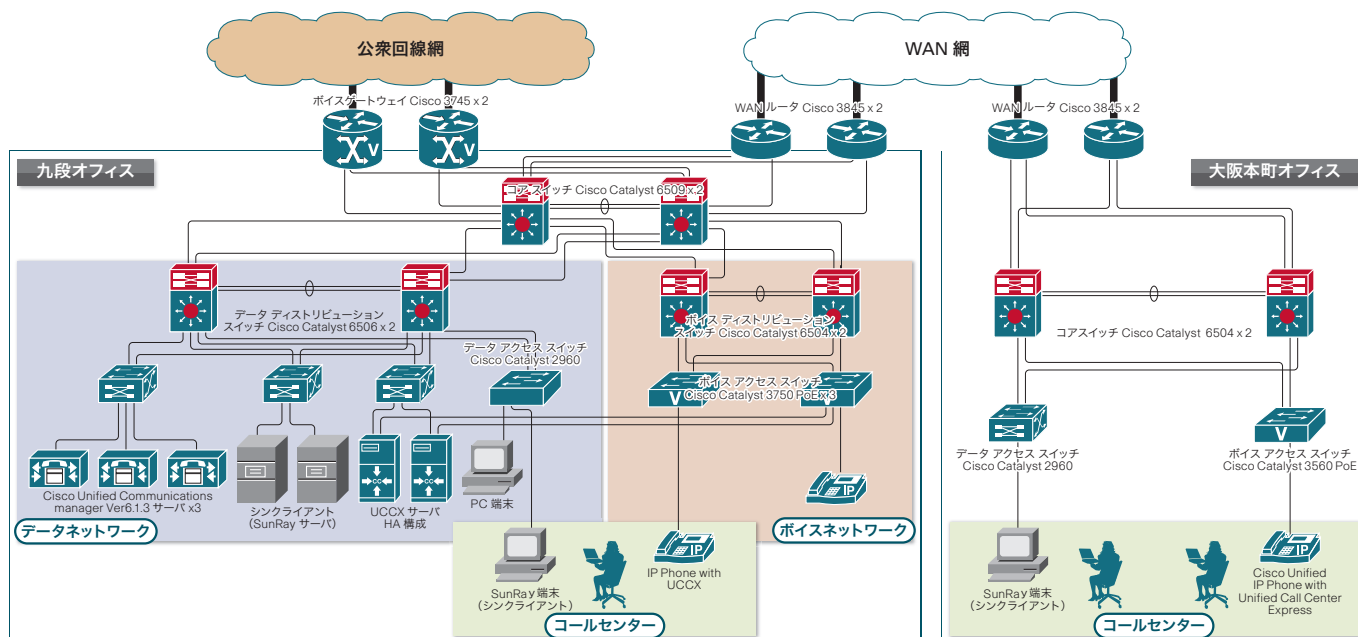 公衆回線網
WAN 網
ボイスゲートウェイ Cisco 3745 x 2
WAN ルータ Cisco 3845 x 2
WAN ルータ Cisco 3845 x 2
V
V
九段オフィス
大阪本町オフィス
コア スイッチ Cisco Catalyst 6509 x 2
データ ディストリビューション
スイッチ Cisco Catalyst 6506 x 2
ボイス ディストリビューション
スイッチ Cisco Catalyst 6504 x 2
コアスイッチ Cisco Catalyst 6504 x 2
データ アクセス スイッチ
Cisco Catalyst 2960
ボイス アクセス スイッチ
Cisco Catalyst 3750 PoE x 3
V
V
V
データ アクセス スイッチ
Cisco Catalyst 2960
ボイス アクセス スイッチ
Cisco Catalyst 3560 PoE
CC
CC
Cisco Unified Communications
manager Ver6.1.3 サーバ x3
シンクライアント
(SunRay サーバ)
UCCX サーバ
HA 構成
PC 端末
IP
データネットワーク
ボイスネットワーク
SunRay 端末
(シンクライアント)
IP
IP Phone with
UCCX
コールセンター
SunRay 端末
(シンクライアント)
IP
Cisco Unified
IP Phone with
Unified Call Center
Express
コールセンター